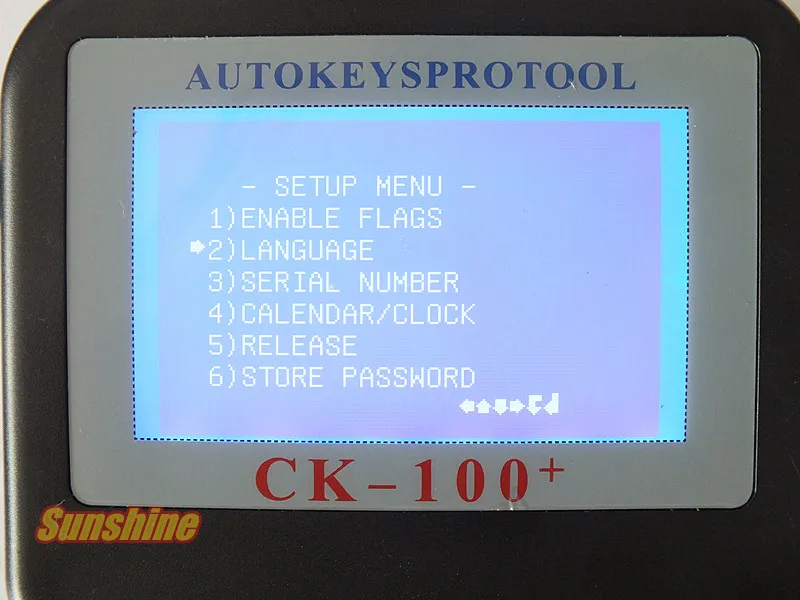 AUTOKEYSPROTOOL
- SETUP MENU -
1)ENABLE FLAGS
2)LANGUAGE
3)SERIAL NUMBER
4)CALENDAR/CLOCK
5)RELEASE
6)STORE PASSWORD
CK-100+
Sunshine